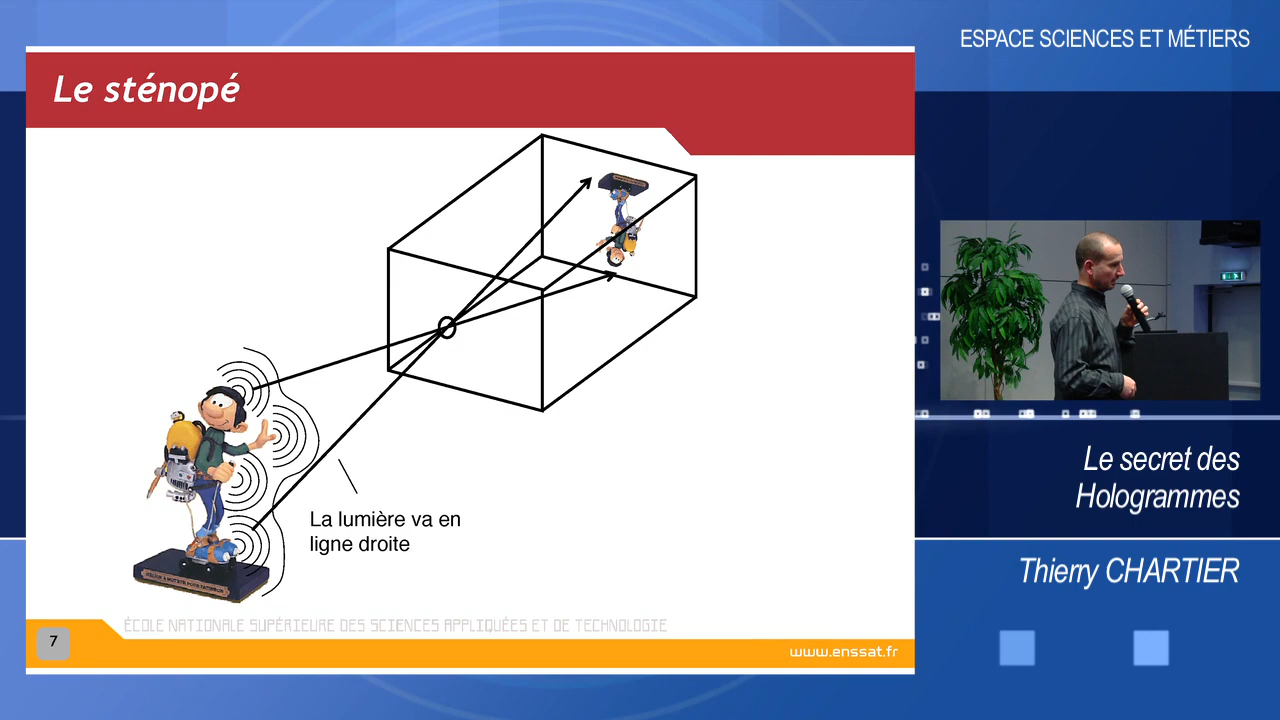 ESPACE SCIENCES ET MÉTIERS
Le sténopé
La lumière va en
ligne droite
ÉCOLE NATIONALE SUPÉRIEURE DES SCIENCES APPLIQUÉES ET DE TECHNOLOGIE
7
www.enssat.fr
Le secret des
Hologrammes
Thierry CHARTIER